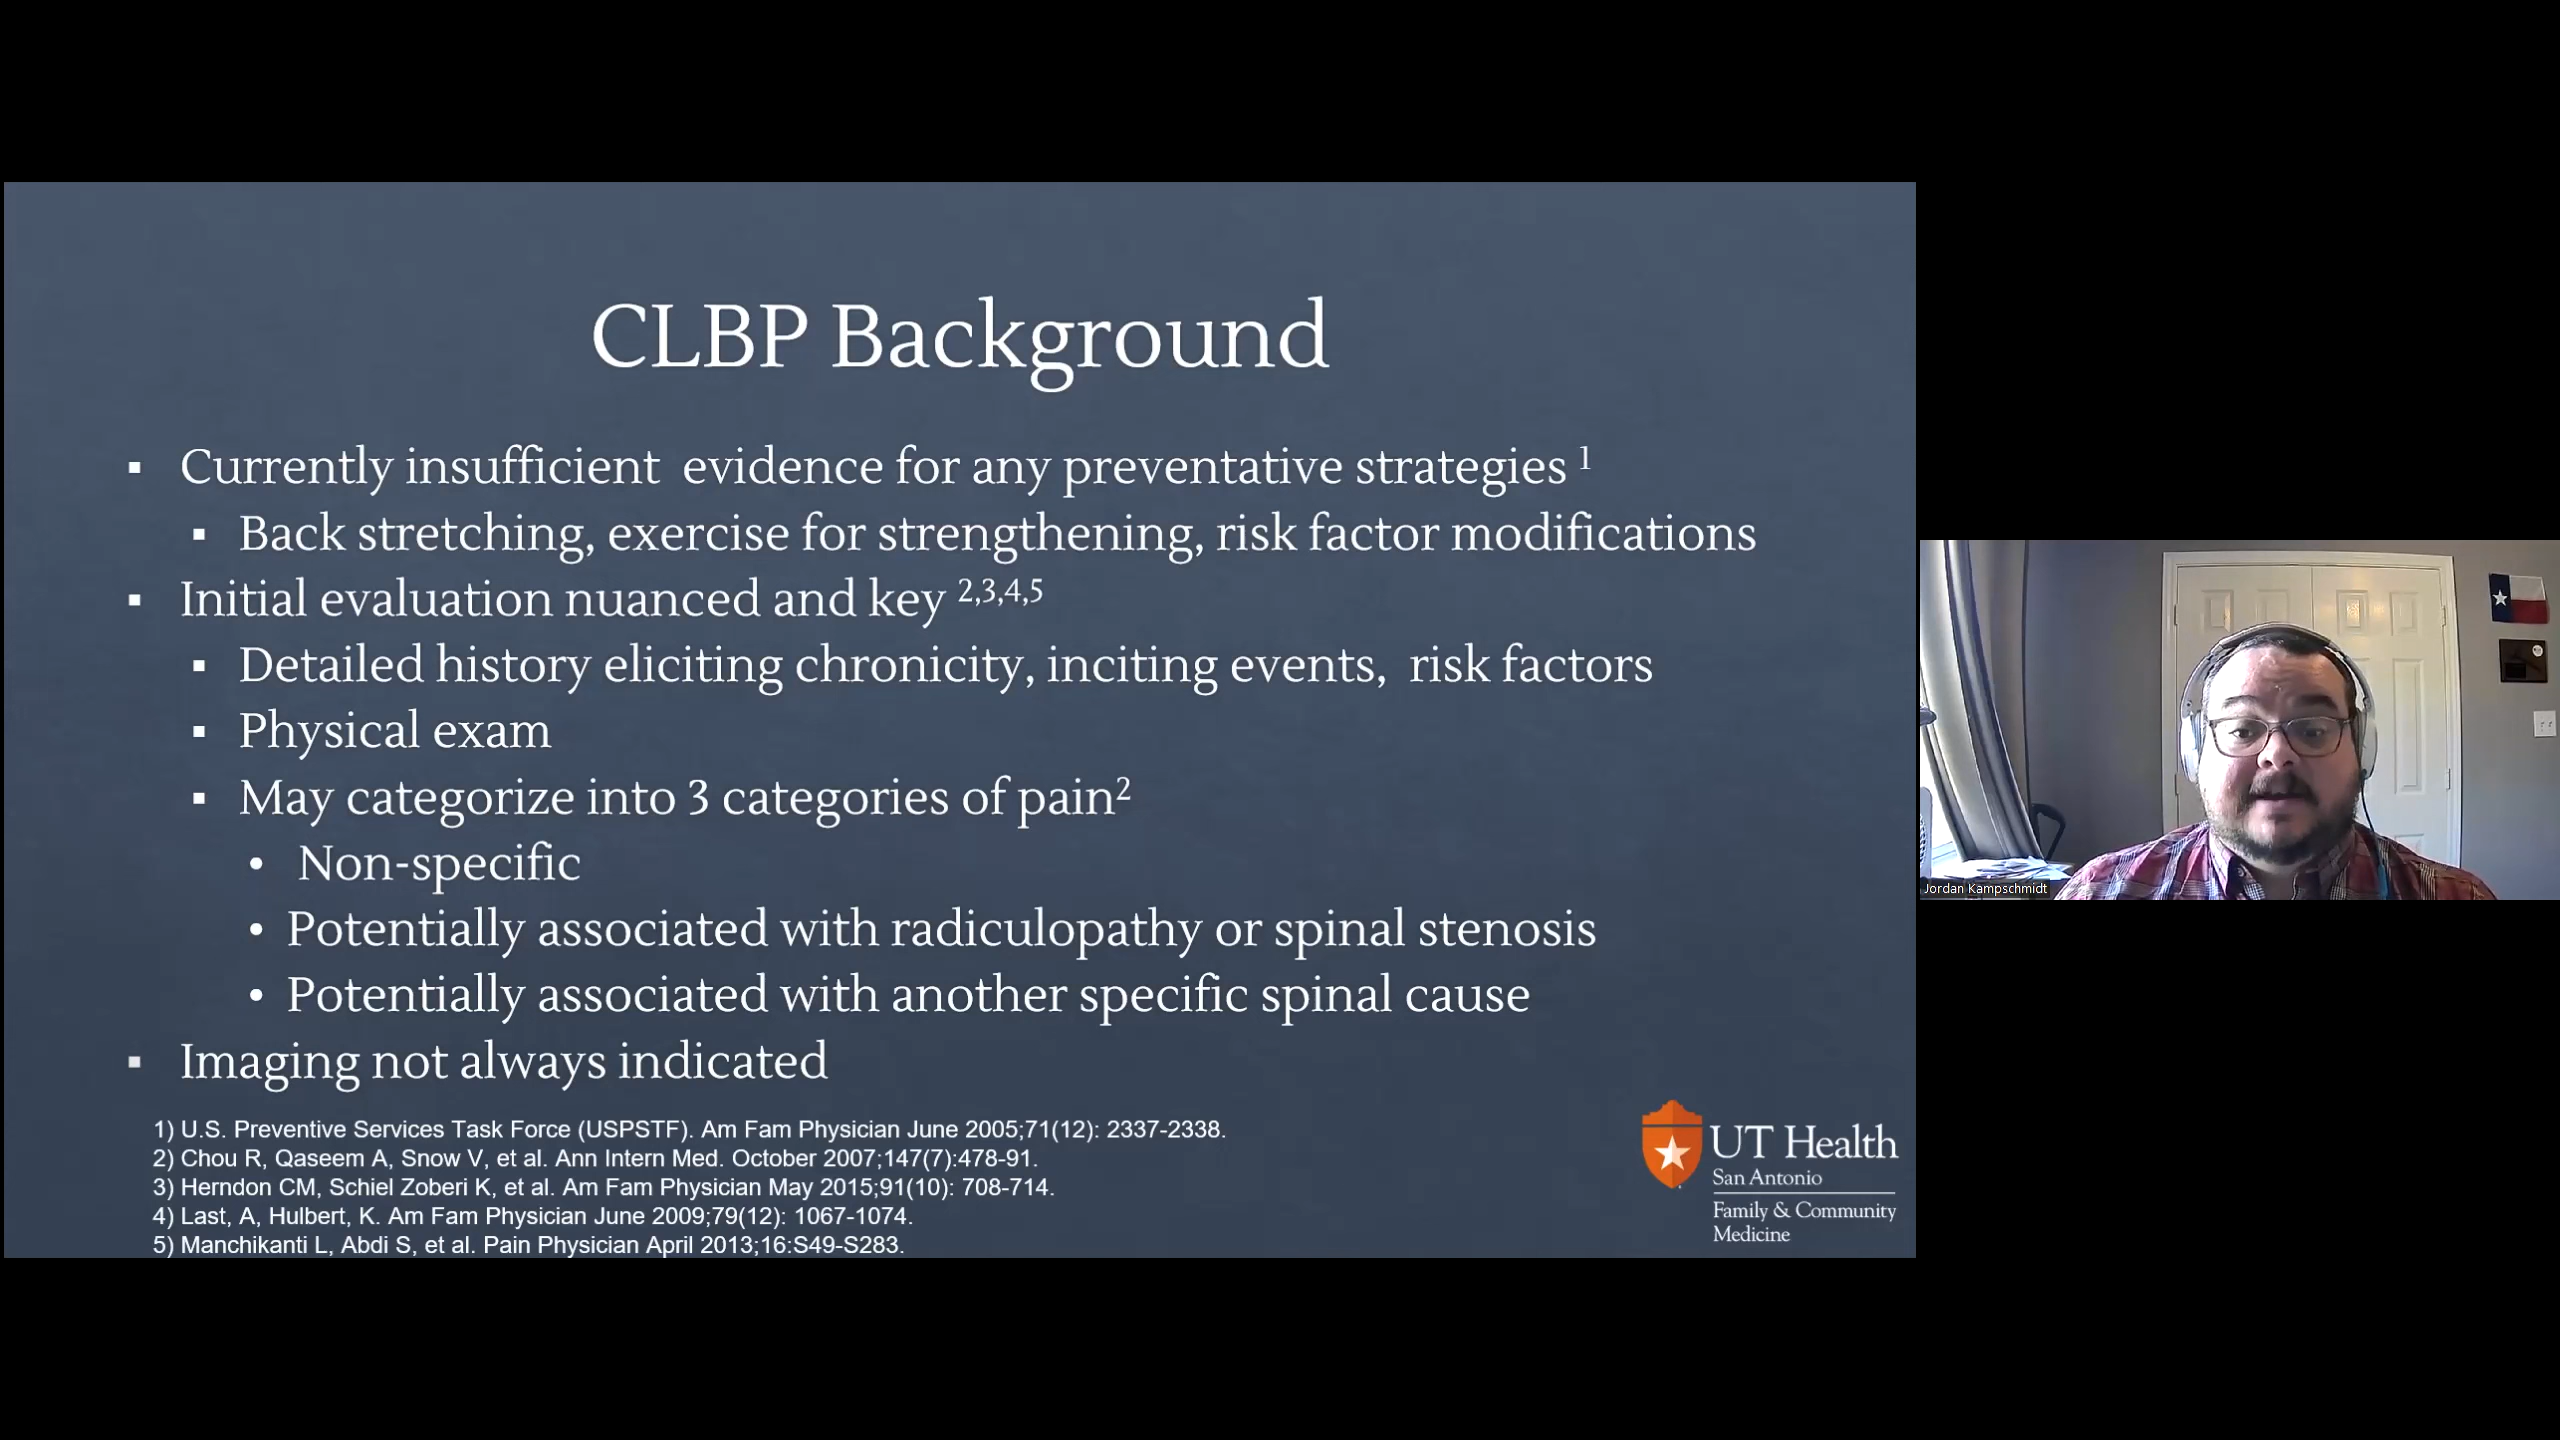 CLBP Background
▪ Currently insufficient  evidence for any preventative strategies 1
▪ Back stretching, exercise for strengthening, risk factor modifications
▪ Initial evaluation nuanced and key 2,3,4,5
▪ Detailed history eliciting chronicity, inciting events,  risk factors
▪ Physical exam
▪ May categorize into 3 categories of pain2
• Non-specific
• Potentially associated with radiculopathy or spinal stenosis
• Potentially associated with another specific spinal cause
▪ Imaging not always indicated
1) U.S. Preventive Services Task Force (USPSTF). Am Fam Physician June 2005;71(12): 2337-2338.
2) Chou R, Qaseem A, Snow V, et al. Ann Intern Med. October 2007;147(7):478-91.
3) Herndon CM, Schiel Zoberi K, et al. Am Fam Physician May 2015;91(10): 708-714.
4) Last, A, Hulbert, K. Am Fam Physician June 2009;79(12): 1067-1074.
5) Manchikanti L, Abdi S, et al. Pain Physician April 2013;16:S49-S283.
UT Health
San Antonio
Family & Community
Medicine
Jordan Kampschmidt